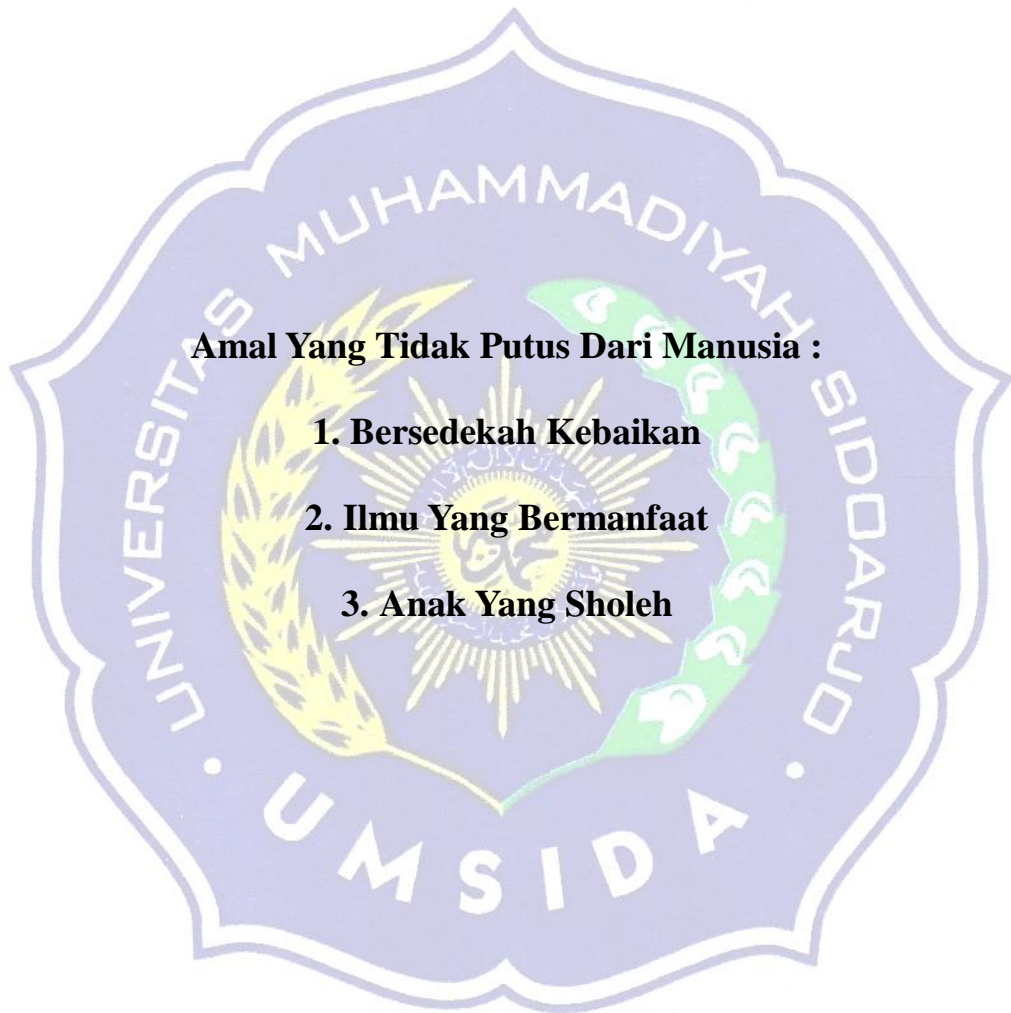 UNIVERSITAS MUHAMMADIYAH SIDOARJO
Amal Yang Tidak Putus Dari Manusia :
1. Bersedekah Kebaikan
2. Ilmu Yang Bermanfaat
3. Anak Yang Sholeh
UMSIDA